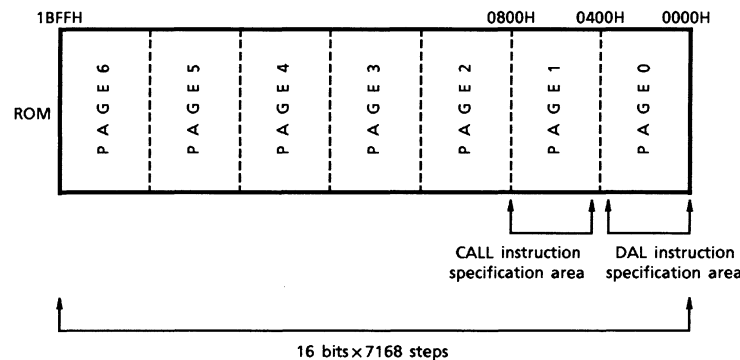 1BFFH 0800H 0400H 0000H
ROM PAGE6 PAGE5 PAGE4 PAGE3 PAGE2 PAGE1 PAGE0
CALL instruction DAL instruction
specification area specification area
16 bits×7168 steps